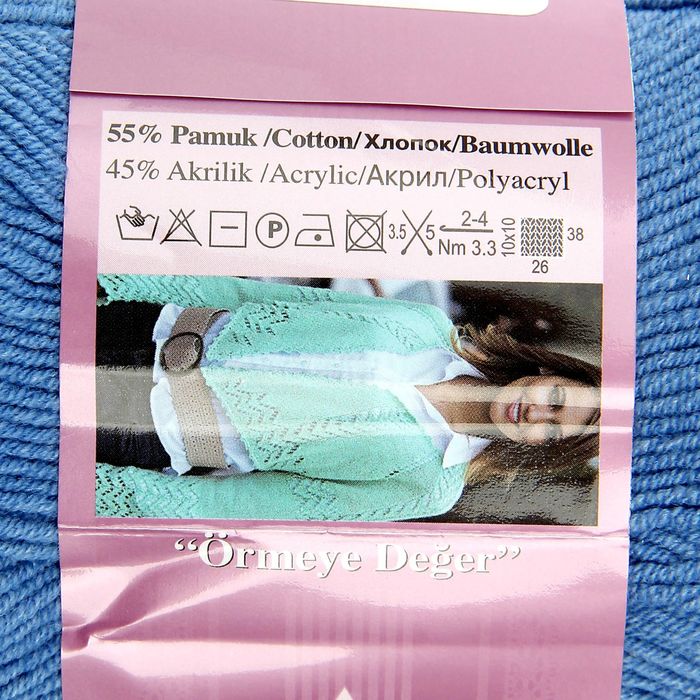 55% Pamuk /Cotton/Хлопок/Baumwolle
45% Akrilik /Acrylic/Акрил/Polyacryl
P 3.5 5 2-4 Nm 3.3 10x10 38 26
“Örmeye Değer”